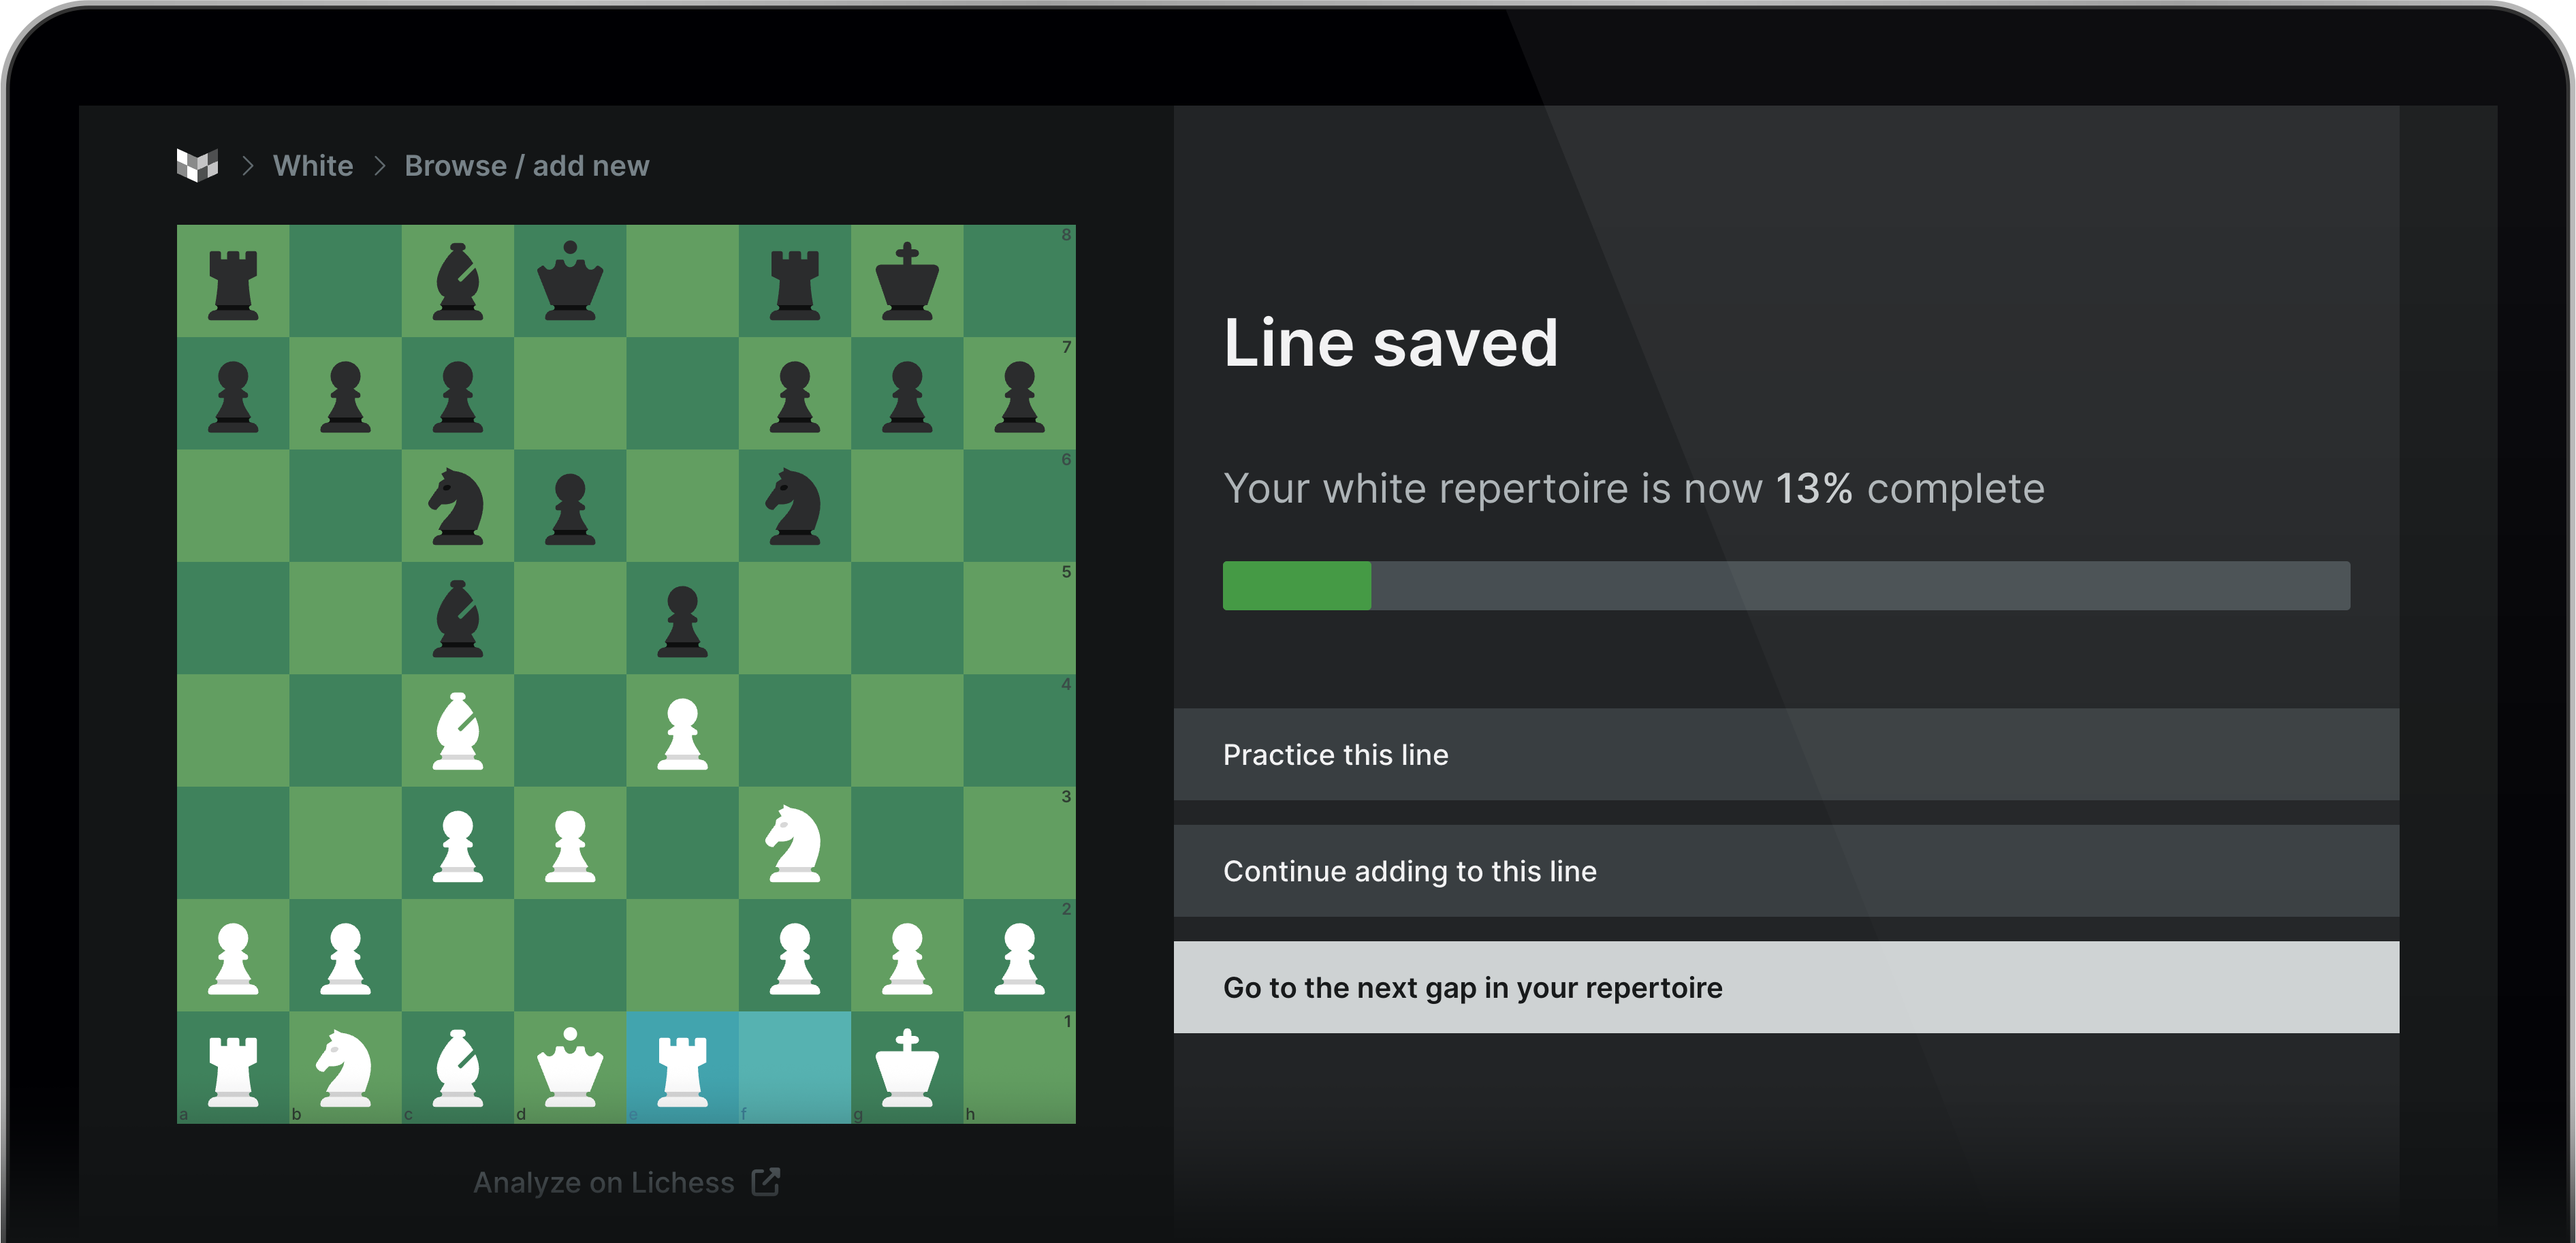 White
Browse / add new
8
7
6
5
4
3
2
1
a b c d e f g h
Analyze on Lichess
Line saved
Your white repertoire is now 13% complete
Practice this line
Continue adding to this line
Go to the next gap in your repertoire